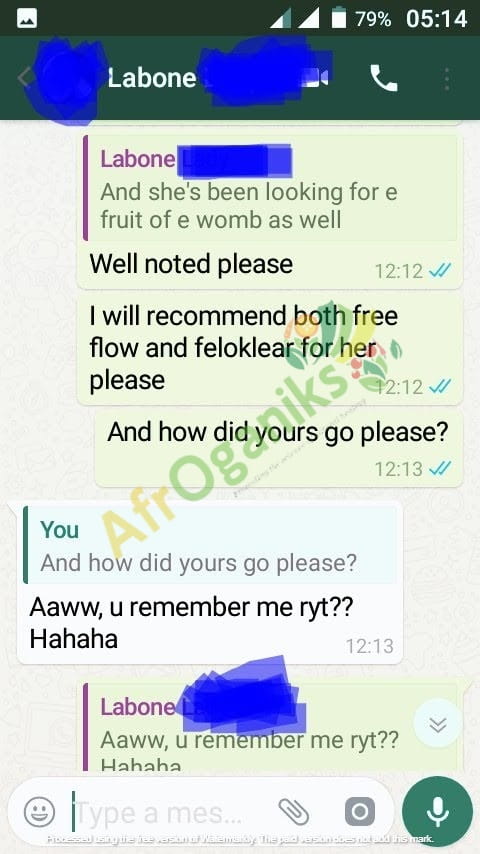 79% 05:14
Labone
Labone
And she's been looking for e
fruit of e womb as well
Well noted please
12:12
I will recommend both free
flow and feloklear for her
please
12:12
And how did yours go please?
12:13
You
And how did yours go please?
Aaww, u remember me ryt??
Hahaha
12:13
Labone
Aaww, u remember me ryt??
Hahaha
Type a mes...
AfrOganiks
Processed using the free version of Watermarkly. The paid version does not add this mark.